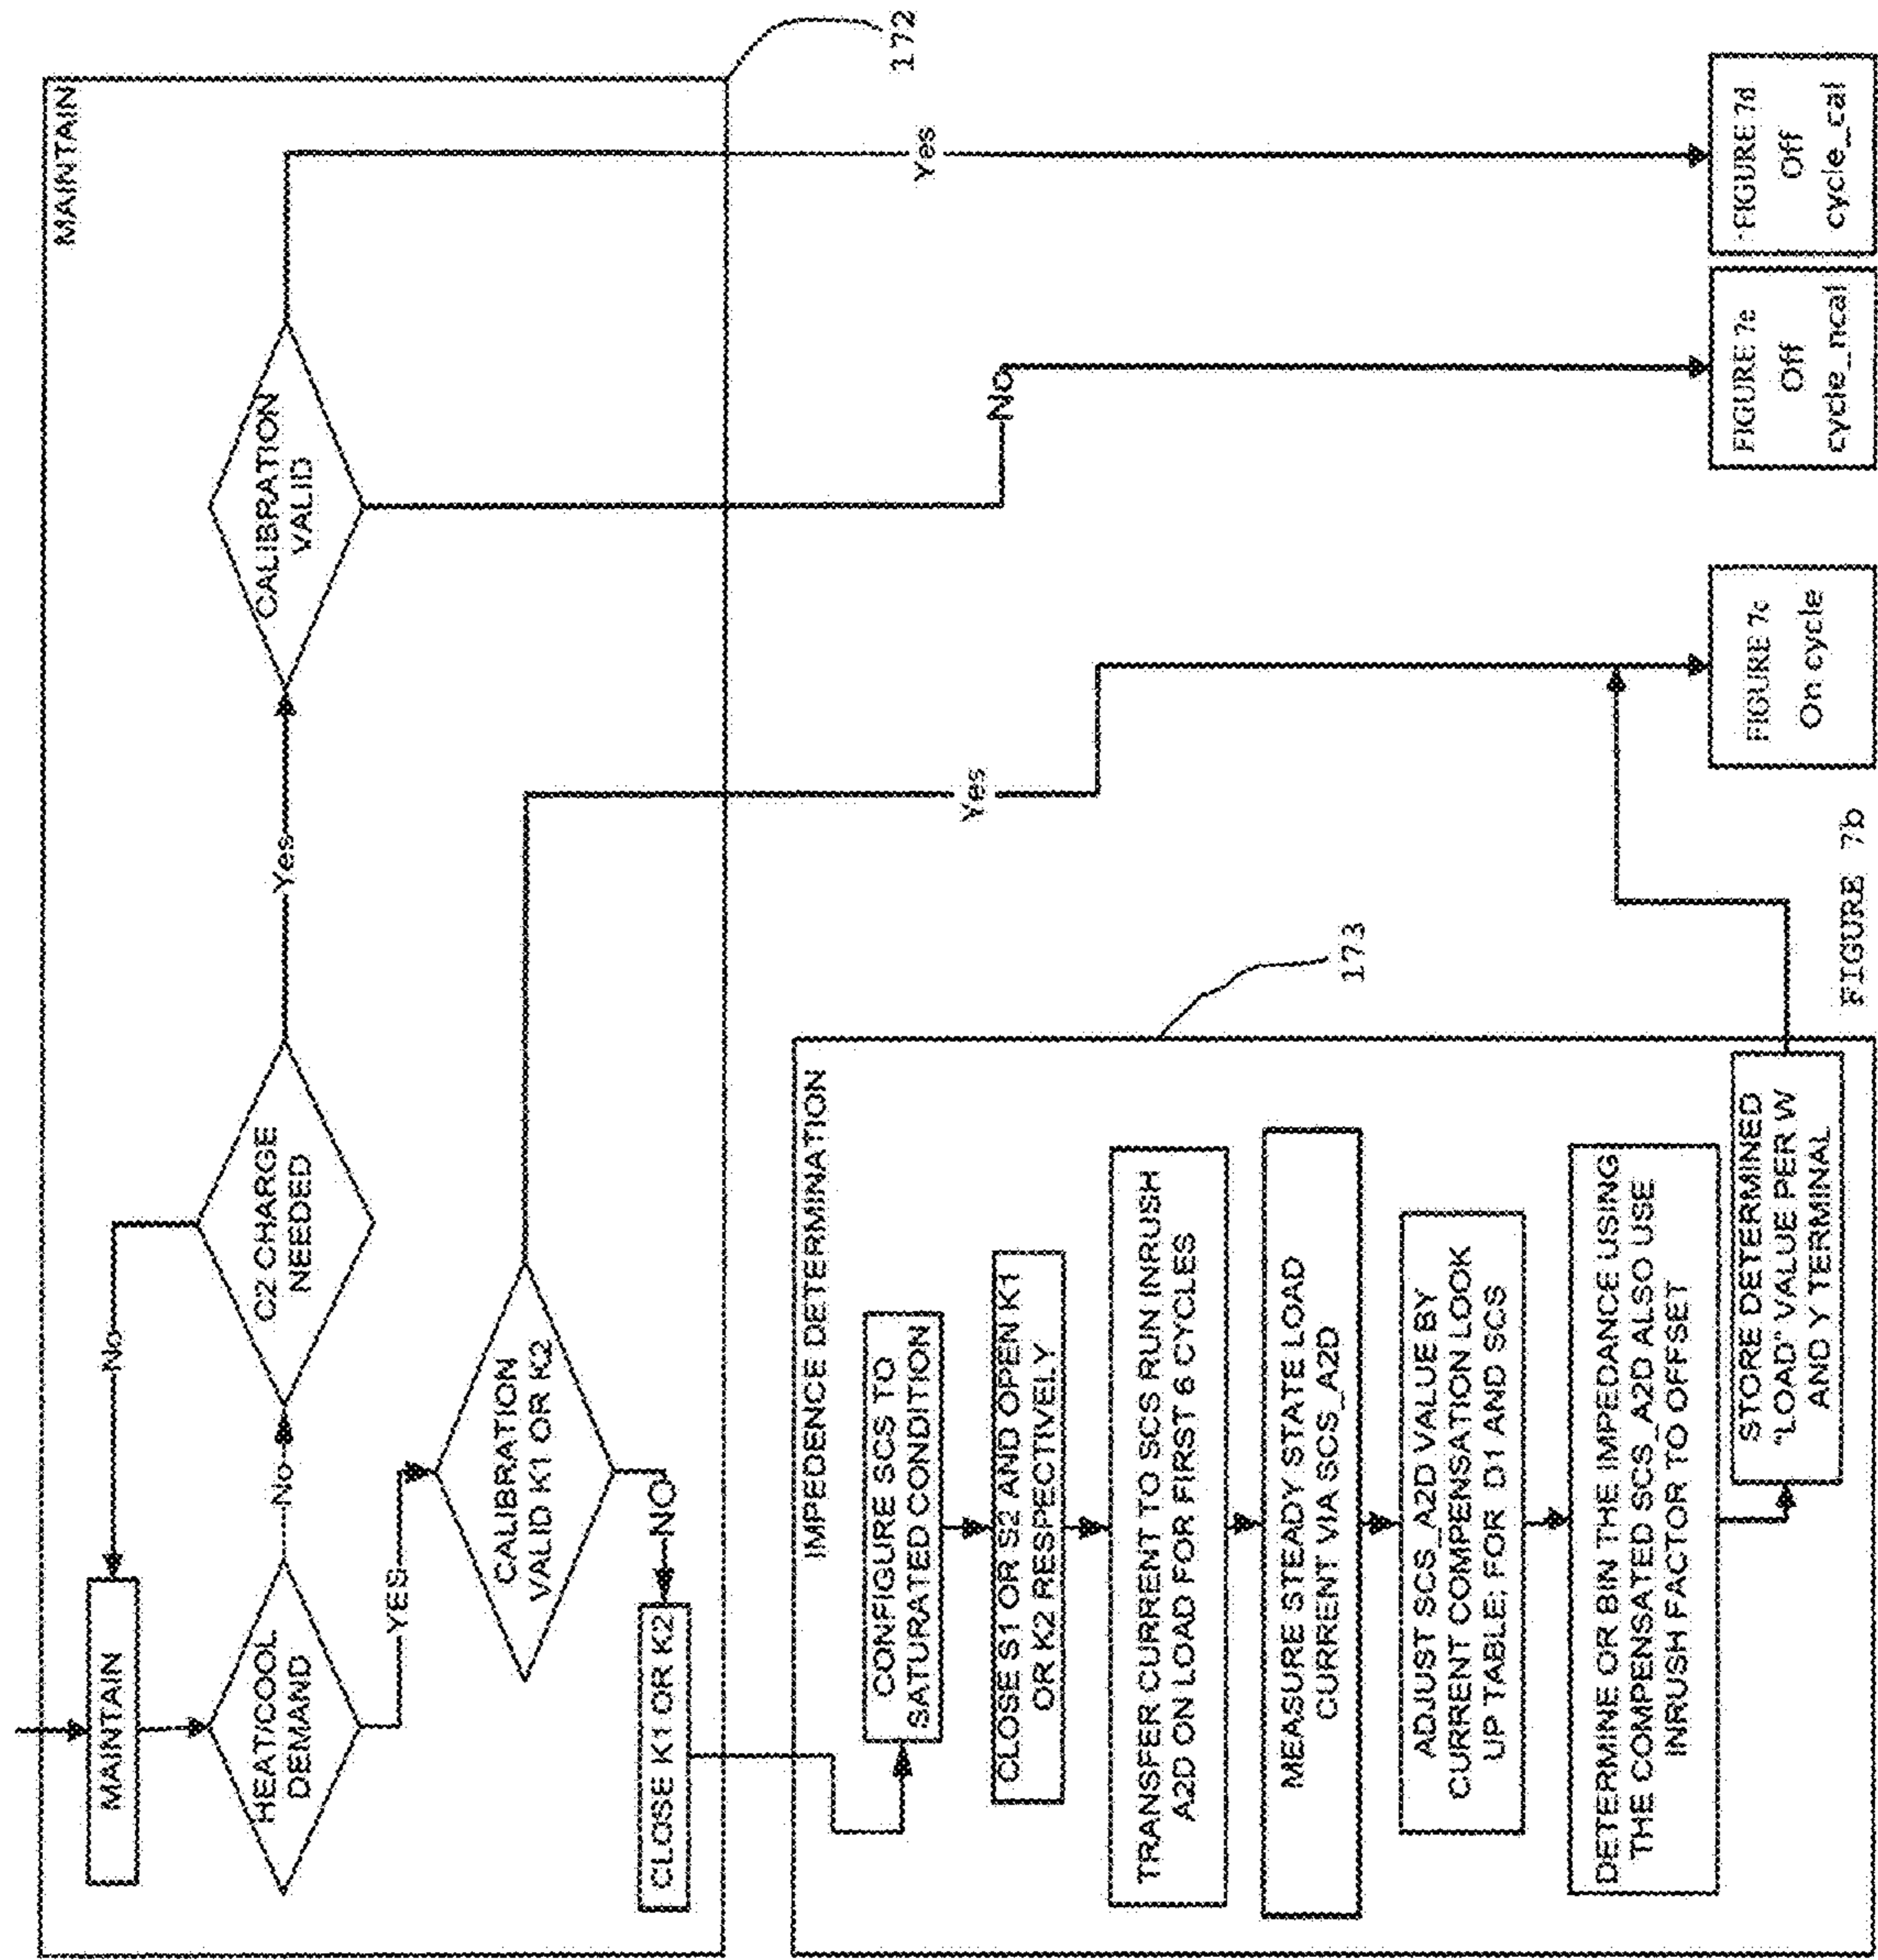 MAINTAIN
172
MAINTAIN
HEAT/COOL
DEMAND
No
YES
C2 CHARGE
NEEDED
No
Yes
CALIBRATION
VALID
Yes
No
CALIBRATION
VALID K1 OR K2
Yes
NO
CLOSE K1 OR K2
IMPEDENCE DETERMINATION
173
CONFIGURE SCS TO
SATURATED CONDITION
CLOSE S1 OR S2 AND OPEN K1
OR K2 RESPECTIVELY
TRANSFER CURRENT TO SCS RUN INRUSH
A2D ON LOAD FOR FIRST 6 CYCLES
MEASURE STEADY STATE LOAD
CURRENT VIA SCS_A2D
ADJUST SCS_A2D VALUE BY
CURRENT COMPENSATION LOOK
UP TABLE; FOR D1 AND SCS
DETERMINE OR BIN THE IMPEDANCE USING
THE COMPENSATED SCS_A2D ALSO USE
INRUSH FACTOR TO OFFSET
STORE DETERMINED
"LOAD" VALUE PER W
AND Y TERMINAL
FIGURE 7c
On cycle
FIGURE 7e
Off
cycle_ncal
FIGURE 7d
Off
cycle_cal
FIGURE 7b